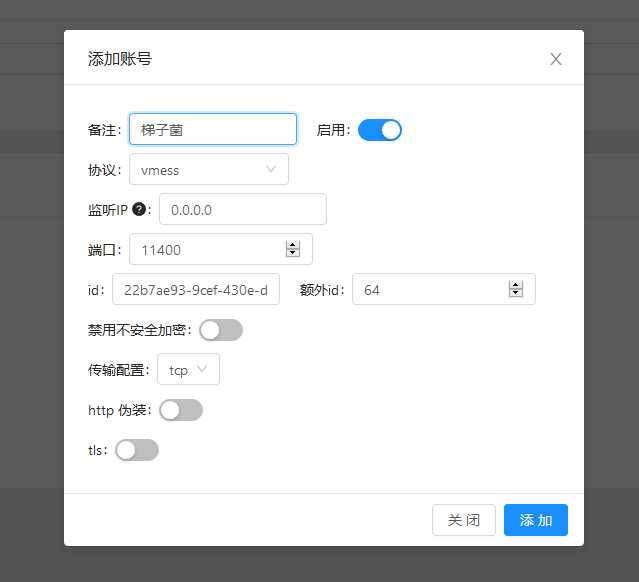 添加账号
备注: 梯子菌 启用:
协议: vmess
监听IP ? : 0.0.0.0
端口: 11400
id: 22b7ae93-9cef-430e-d 额外id: 64
禁用不安全加密:
传输配置: tcp
http 伪装:
tls:
关 闭 添 加